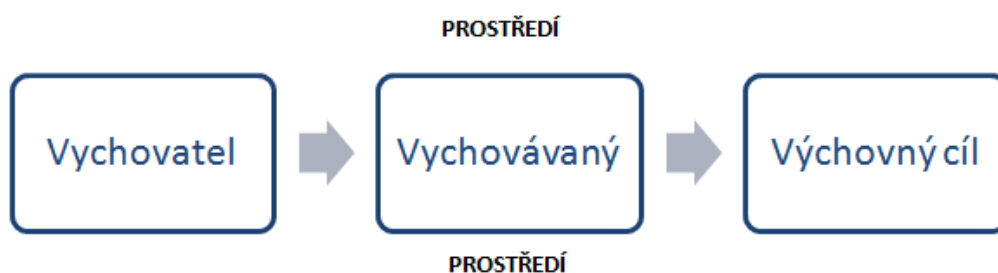 PROSTŘEDÍ
Vychovatel
Vychovávaný
Výchovný cíl
PROSTŘEDÍ